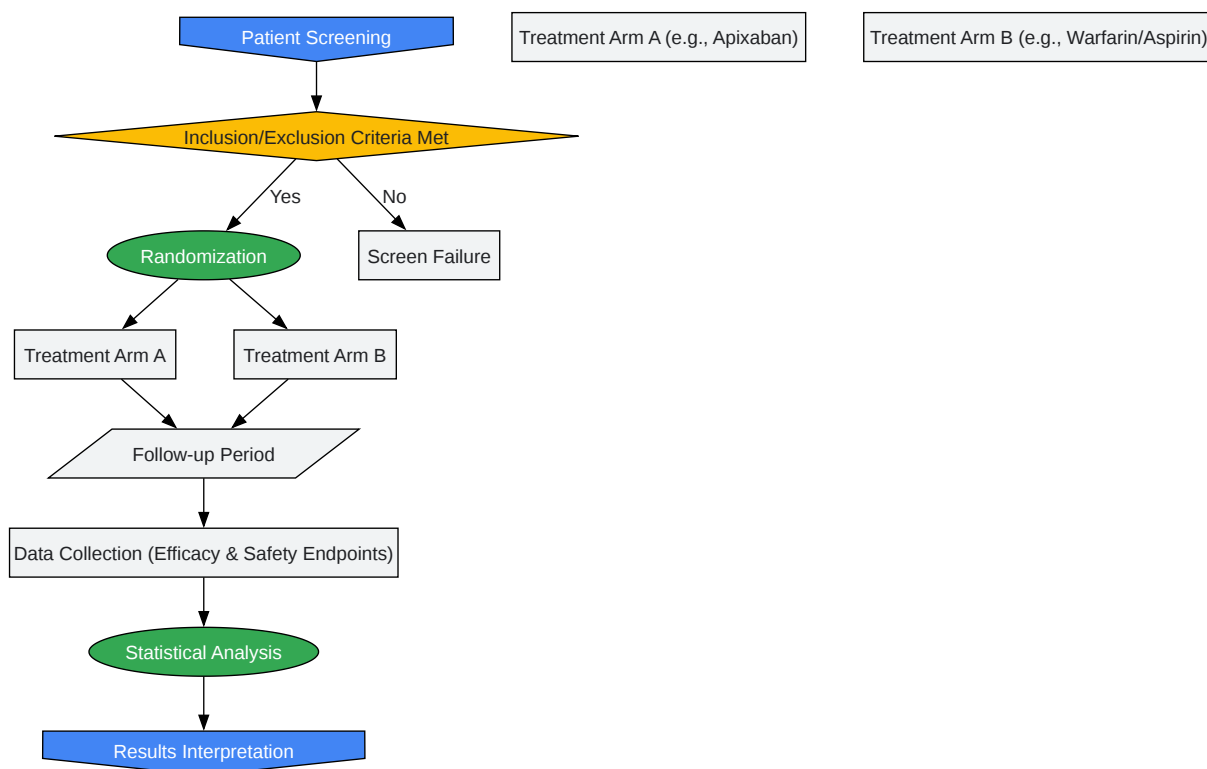 Patient Screening
Treatment Arm A (e.g., Apixaban)
Treatment Arm B (e.g., Warfarin/Aspirin)
Inclusion/Exclusion Criteria Met
Yes
No
Randomization
Screen Failure
Treatment Arm A
Treatment Arm B
Follow-up Period
Data Collection (Efficacy & Safety Endpoints)
Statistical Analysis
Results Interpretation